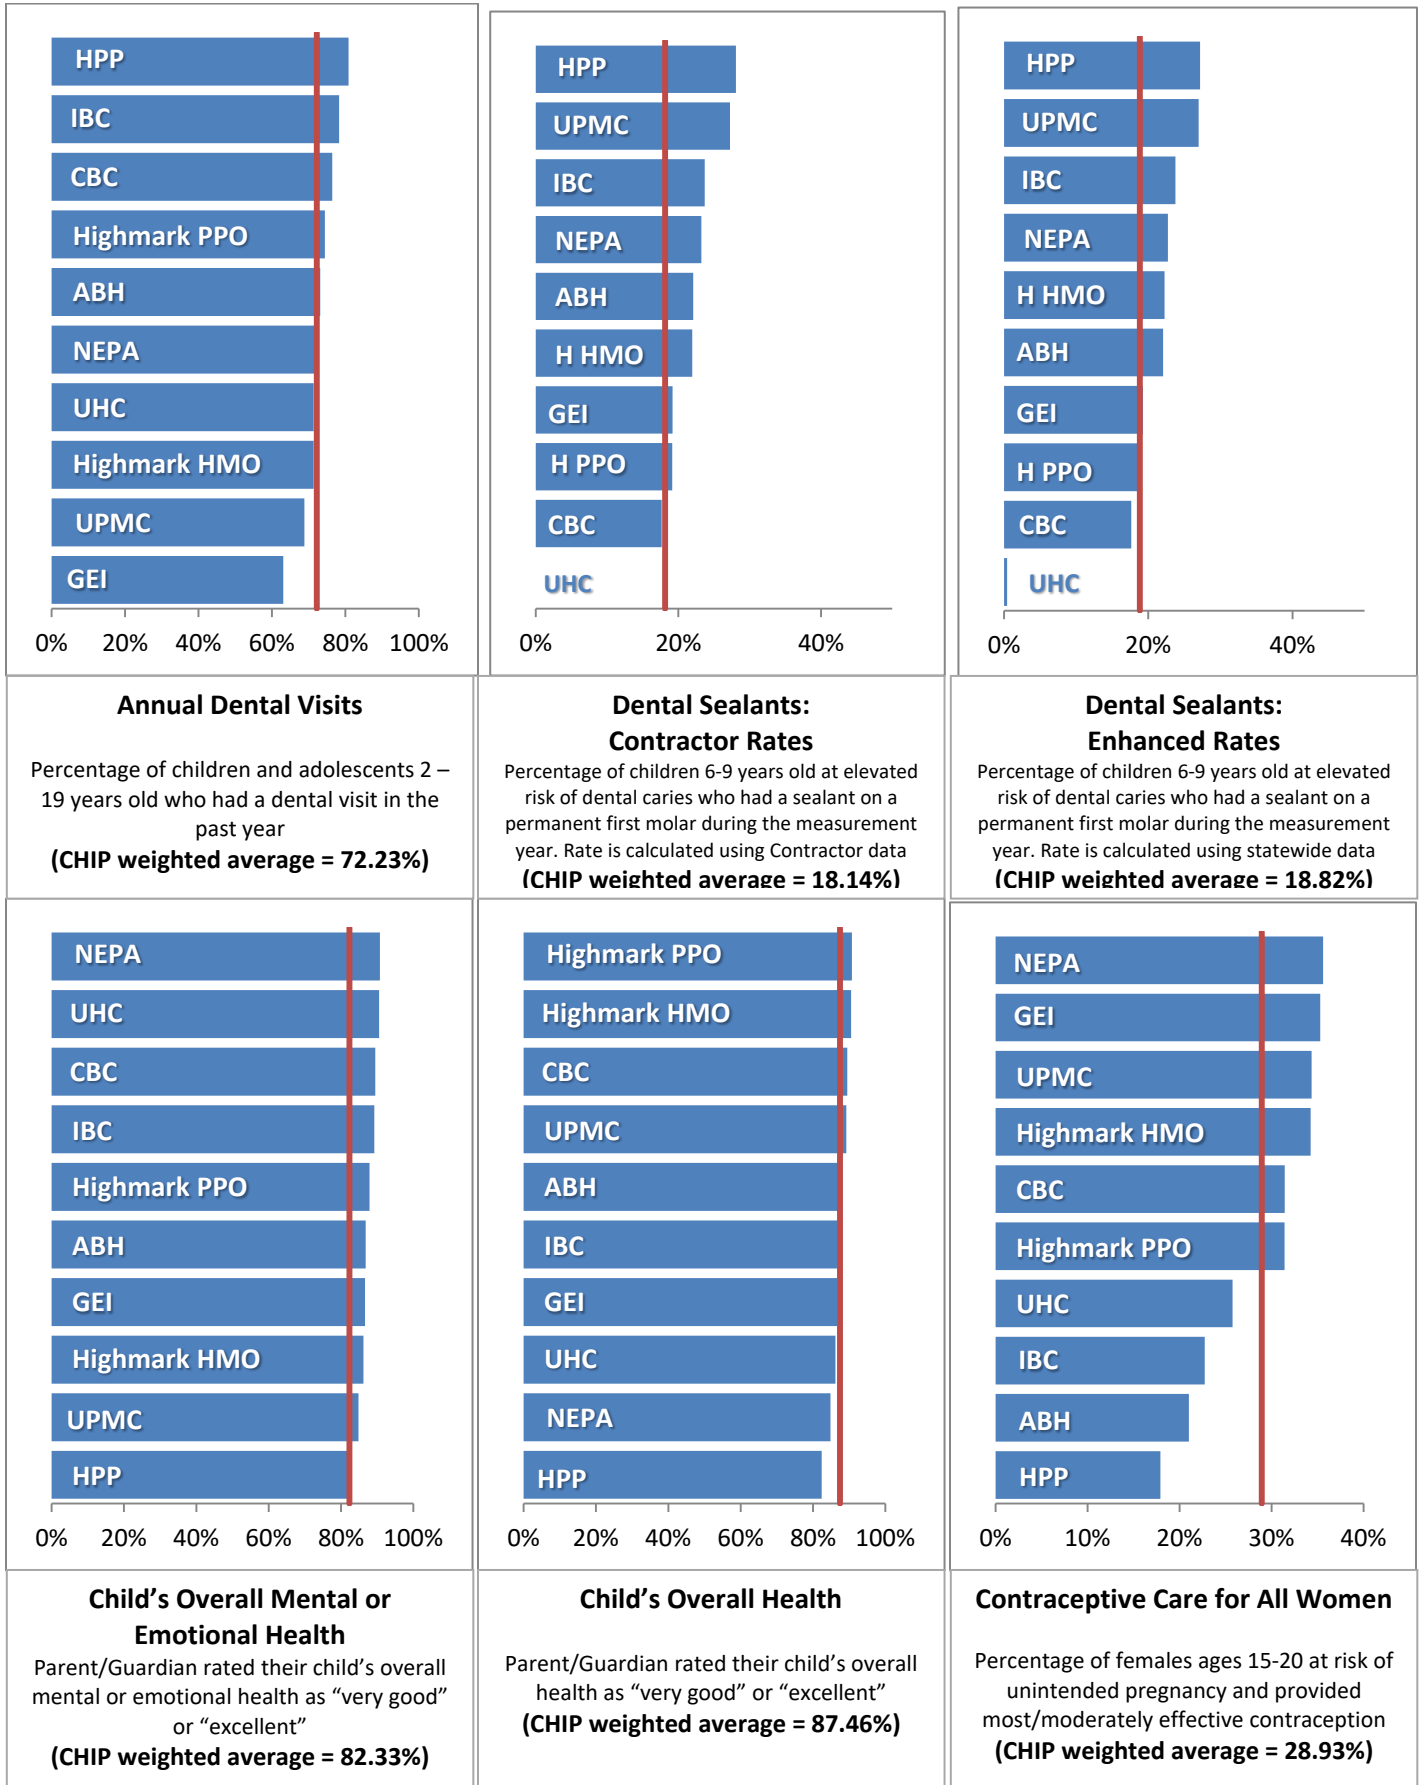 HPP
IBC
CBC
Highmark PPO
ABH
NEPA
UHC
Highmark HMO
UPMC
GEI
0% 20% 40% 60% 80% 100%
HPP
UPMC
IBC
NEPA
ABH
H HMO
GEI
H PPO
CBC
UHC
0% 20% 40%
HPP
UPMC
IBC
NEPA
H HMO
ABH
GEI
H PPO
CBC
UHC
0% 20% 40%
Annual Dental Visits
Percentage of children and adolescents 2 –
19 years old who had a dental visit in the
past year
(CHIP weighted average = 72.23%)
Dental Sealants:
Contractor Rates
Percentage of children 6-9 years old at elevated
risk of dental caries who had a sealant on a
permanent first molar during the measurement
year. Rate is calculated using Contractor data
(CHIP weighted average = 18.14%)
Dental Sealants:
Enhanced Rates
Percentage of children 6-9 years old at elevated
risk of dental caries who had a sealant on a
permanent first molar during the measurement
year. Rate is calculated using statewide data
(CHIP weighted average = 18.82%)
NEPA
UHC
CBC
IBC
Highmark PPO
ABH
GEI
Highmark HMO
UPMC
HPP
0% 20% 40% 60% 80% 100%
Highmark PPO
Highmark HMO
CBC
UPMC
ABH
IBC
GEI
UHC
NEPA
HPP
0% 20% 40% 60% 80% 100%
NEPA
GEI
UPMC
Highmark HMO
CBC
Highmark PPO
UHC
IBC
ABH
HPP
0% 10% 20% 30% 40%
Child’s Overall Mental or
Emotional Health
Parent/Guardian rated their child’s overall
mental or emotional health as “very good”
or “excellent”
(CHIP weighted average = 82.33%)
Child’s Overall Health
Parent/Guardian rated their child’s overall
health as “very good” or “excellent”
(CHIP weighted average = 87.46%)
Contraceptive Care for All Women
Percentage of females ages 15-20 at risk of
unintended pregnancy and provided
most/moderately effective contraception
(CHIP weighted average = 28.93%)